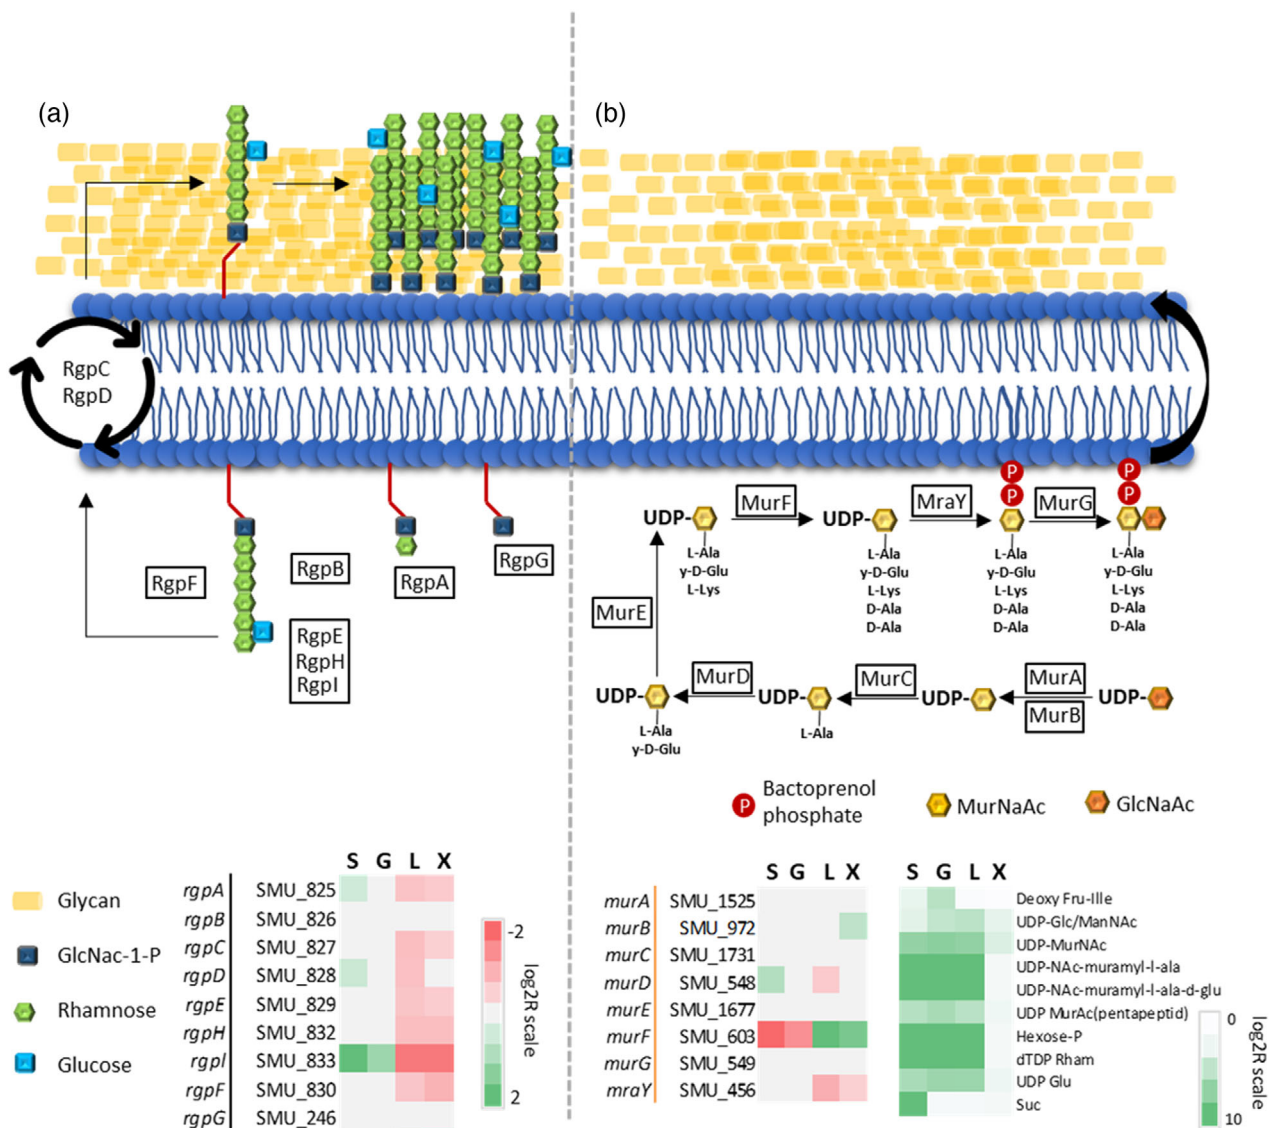 (a)
(b)
RgpC
RgpD
RgpF
RgpB
RgpE
RgpH
RgpI
RgpA
RgpG
P
P
P
P
UDP-
MurF
UDP-
MraY
MurG
L-Ala
y-D-Glu
L-Lys
L-Ala
y-D-Glu
L-Lys
D-Ala
D-Ala
L-Ala
y-D-Glu
L-Lys
D-Ala
D-Ala
L-Ala
y-D-Glu
L-Lys
D-Ala
D-Ala
MurE
UDP-
MurD
UDP-
MurC
UDP-
MurA
MurB
UDP-
L-Ala
y-D-Glu
L-Ala
P
Bactoprenol
phosphate
MurNaAc
GlcNaAc
Glycan
GlcNac-1-P
Rhamnose
Glucose
S G L X
rgpA SMU_825
rgpB SMU_826
rgpC SMU_827
rgpD SMU_828
rgpE SMU_829
rgpH SMU_832
rgpI SMU_833
rgpF SMU_830
rgpG SMU_246
-2
log2R scale
2
S G L X
murA SMU_1525
murB SMU_972
murC SMU_1731
murD SMU_548
murE SMU_1677
murF SMU_603
murG SMU_549
mraY SMU_456
S G L X
Deoxy Fru-Ille
UDP-Glc/ManNAc
UDP-MurNAc
UDP-NAc-muramyl-l-ala
UDP-NAc-muramyl-l-ala-d-glu
UDP MurAc(pentapeptid)
Hexose-P
dTDP Rham
UDP Glu
Suc
0
log2R scale
10